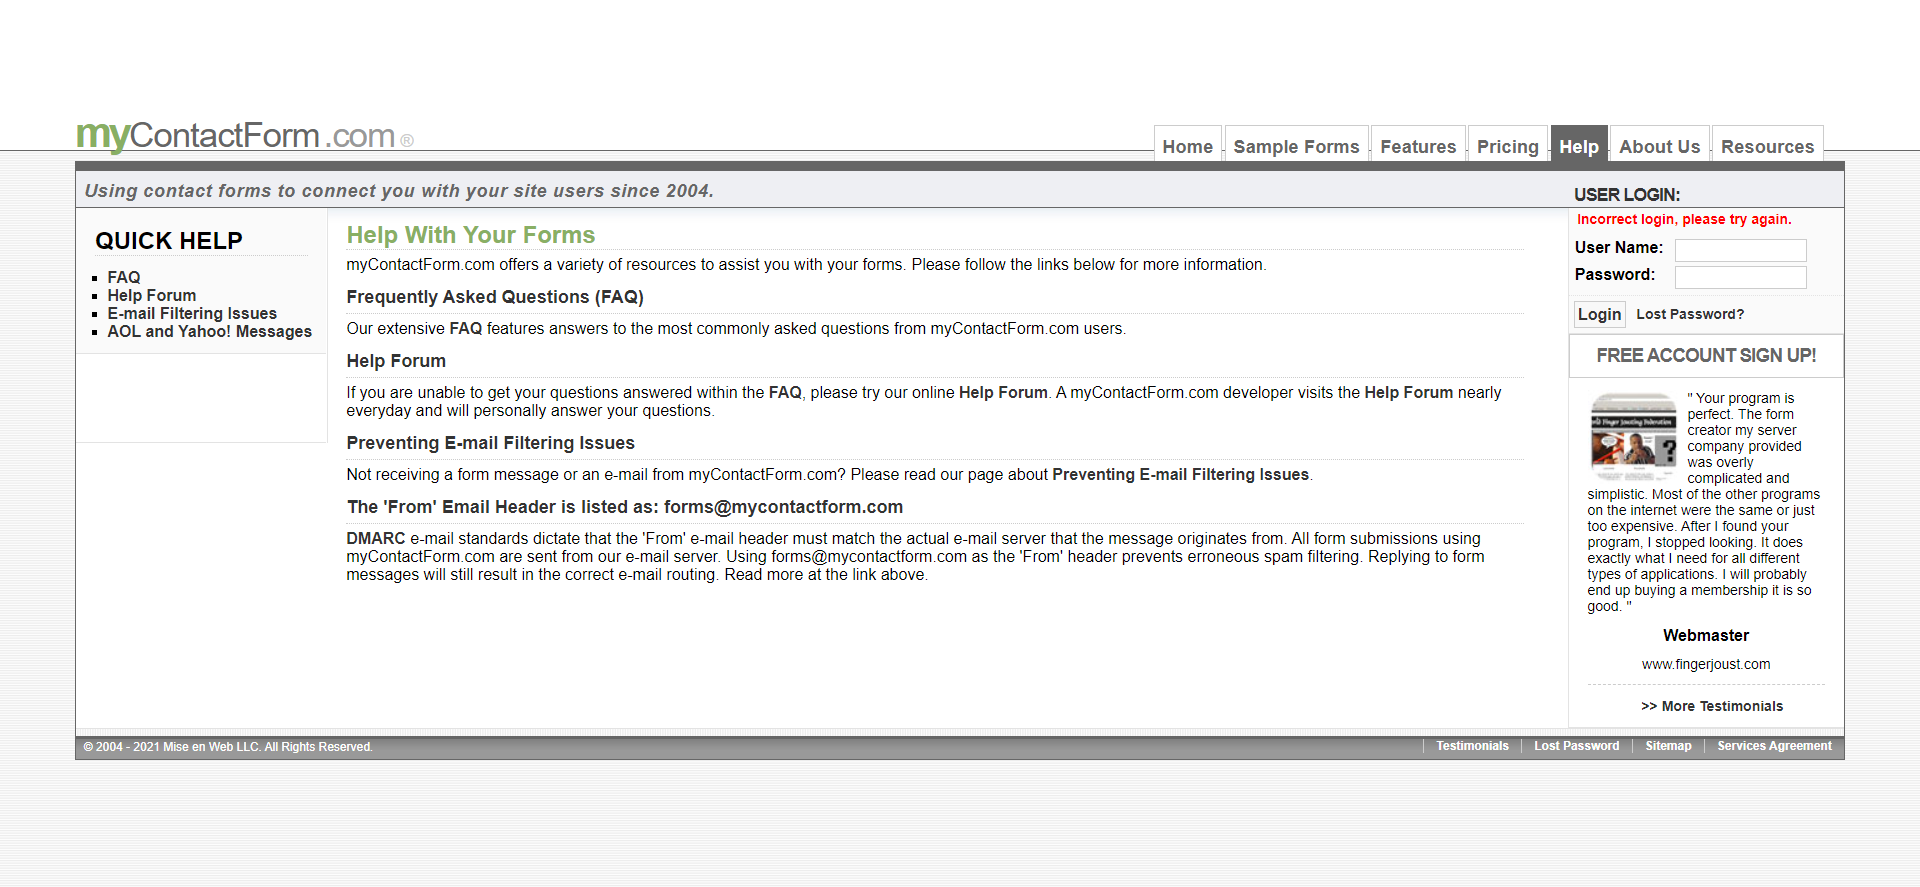 myContactForm.com®
Home
Sample Forms
Features
Pricing
Help
About Us
Resources
Using contact forms to connect you with your site users since 2004.
USER LOGIN:
QUICK HELP
FAQ
Help Forum
E-mail Filtering Issues
AOL and Yahoo! Messages
Help With Your Forms
myContactForm.com offers a variety of resources to assist you with your forms. Please follow the links below for more information.
Frequently Asked Questions (FAQ)
Our extensive FAQ features answers to the most commonly asked questions from myContactForm.com users.
Help Forum
If you are unable to get your questions answered within the FAQ, please try our online Help Forum. A myContactForm.com developer visits the Help Forum nearly
everyday and will personally answer your questions.
Preventing E-mail Filtering Issues
Not receiving a form message or an e-mail from myContactForm.com? Please read our page about Preventing E-mail Filtering Issues.
The 'From' Email Header is listed as: forms@mycontactform.com
DMARC e-mail standards dictate that the 'From' e-mail header must match the actual e-mail server that the message originates from. All form submissions using
myContactForm.com are sent from our e-mail server. Using forms@mycontactform.com as the 'From' header prevents erroneous spam filtering. Replying to form
messages will still result in the correct e-mail routing. Read more at the link above.
Incorrect login, please try again.
User Name:
Password:
Login
Lost Password?
FREE ACCOUNT SIGN UP!
Finger Jousting Federation
" Your program is
perfect. The form
creator my server
company provided
was overly
complicated and
simplistic. Most of the other programs
on the internet were the same or just
too expensive. After I found your
program, I stopped looking. It does
exactly what I need for all different
types of applications. I will probably
end up buying a membership it is so
good. "
Webmaster
www.fingerjoust.com
>> More Testimonials
© 2004 - 2021 Mise en Web LLC. All Rights Reserved.
Testimonials
Lost Password
Sitemap
Services Agreement